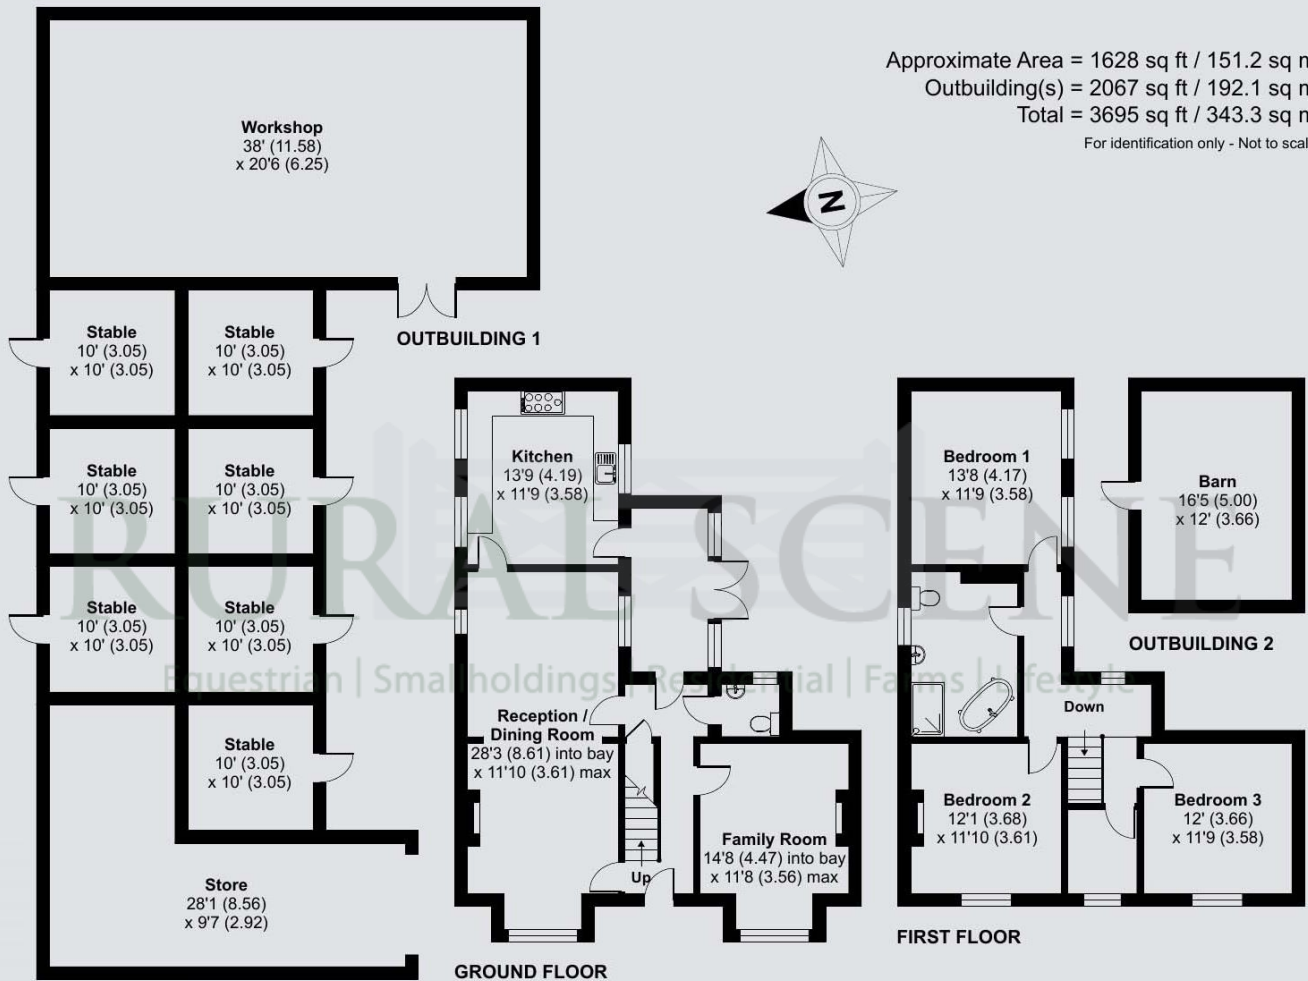 Approximate Area = 1628 sq ft / 151.2 sq m
Outbuilding(s) = 2067 sq ft / 192.1 sq m
Total = 3695 sq ft / 343.3 sq m
For identification only - Not to scal
N
Workshop
38' (11.58)
x 20'6 (6.25)
OUTBUILDING 1
Stable
10' (3.05)
x 10' (3.05)
Stable
10' (3.05)
x 10' (3.05)
Stable
10' (3.05)
x 10' (3.05)
Stable
10' (3.05)
x 10' (3.05)
Stable
10' (3.05)
x 10' (3.05)
Stable
10' (3.05)
x 10' (3.05)
Stable
10' (3.05)
x 10' (3.05)
Store
28'1 (8.56)
x 9'7 (2.92)
Kitchen
13'9 (4.19)
x 11'9 (3.58)
Reception /
Dining Room
28'3 (8.61) into bay
x 11'10 (3.61) max
Up
Family Room
14'8 (4.47) into bay
x 11'8 (3.56) max
GROUND FLOOR
Bedroom 1
13'8 (4.17)
x 11'9 (3.58)
Down
Bedroom 2
12'1 (3.68)
x 11'10 (3.61)
Bedroom 3
12' (3.66)
x 11'9 (3.58)
FIRST FLOOR
Barn
16'5 (5.00)
x 12' (3.66)
OUTBUILDING 2
RURAL SCENE
Equestrian | Smallholdings | Residential | Farms | Lifestyle